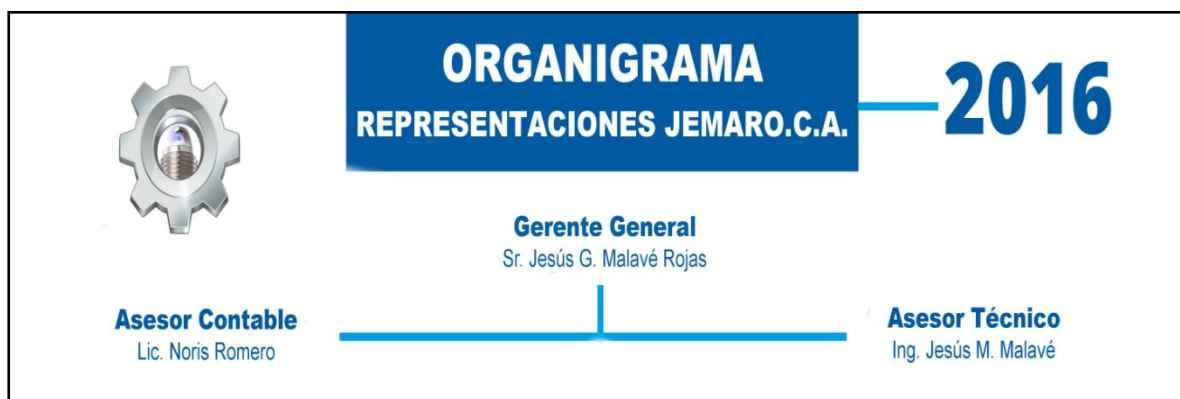 ORGANIGRAMA
REPRESENTACIONES JEMARO.C.A.
2016
Gerente General
Sr. Jesús G. Malavé Rojas
Asesor Contable
Lic. Noris Romero
Asesor Técnico
Ing. Jesús M. Malavé